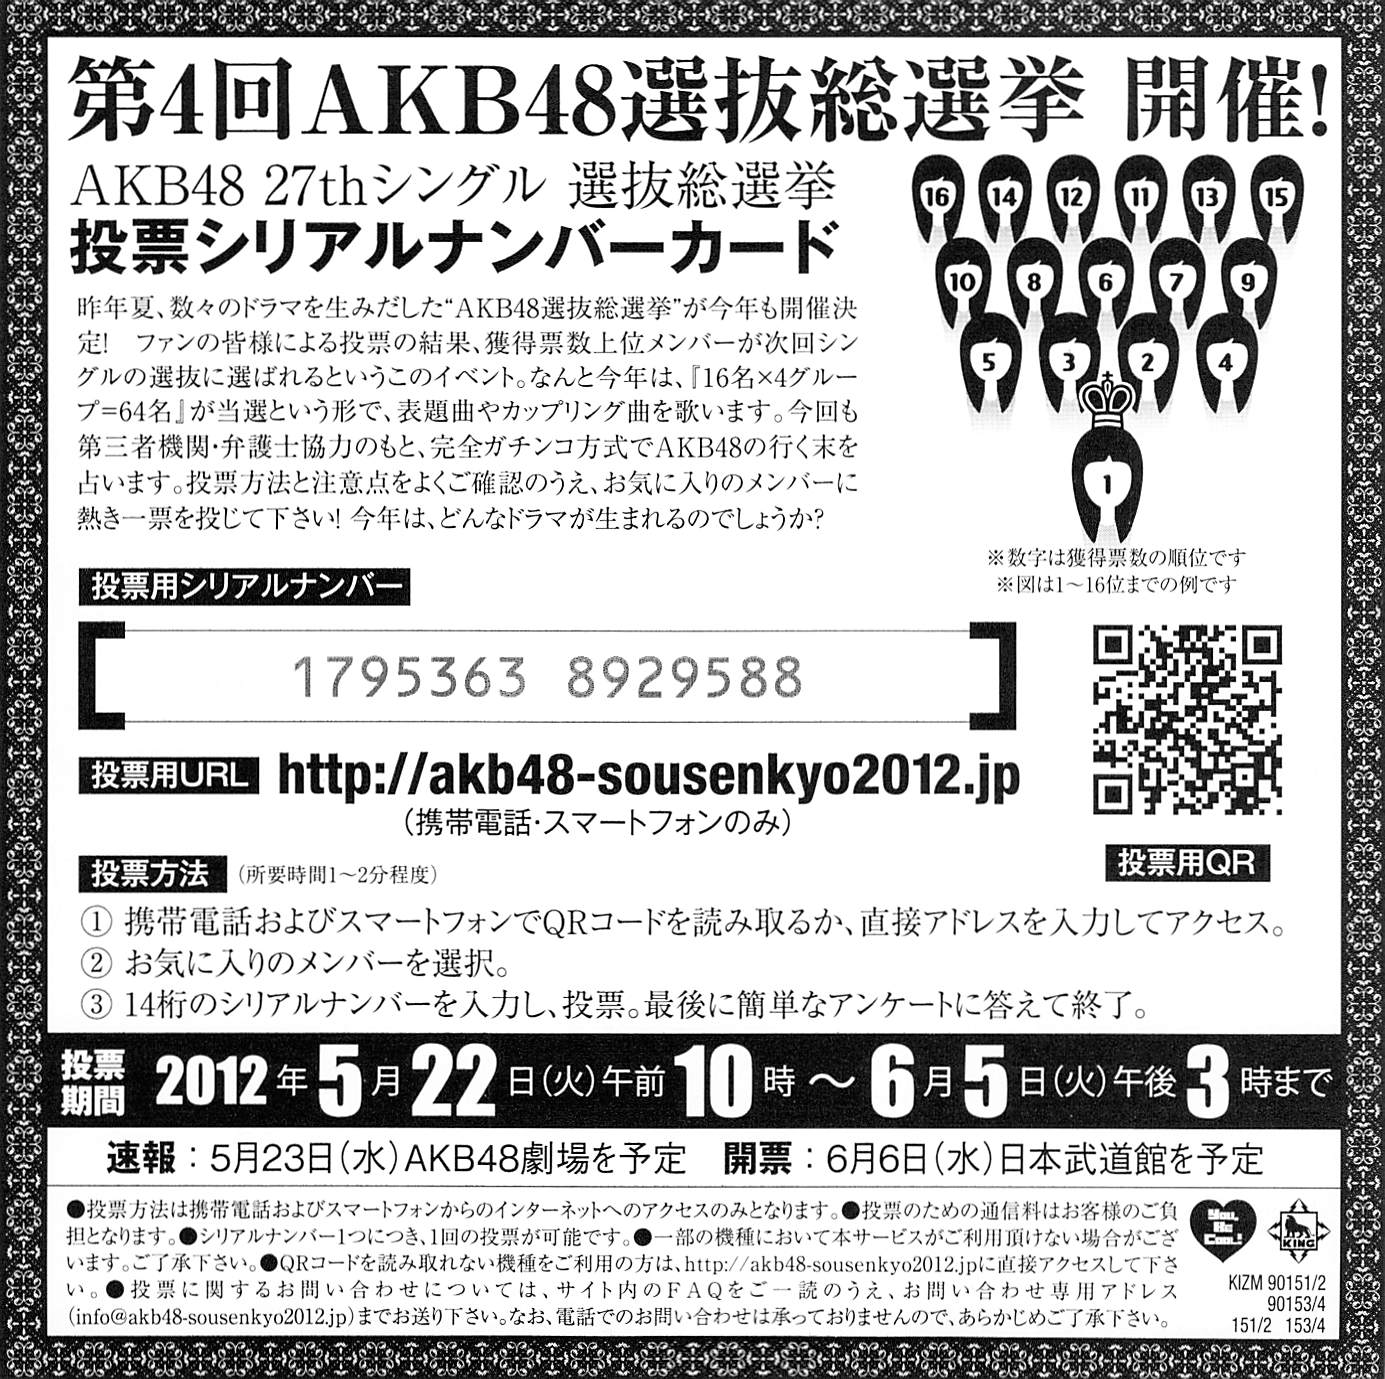 第4回AKB48選抜総選挙 開催!
AKB48 27thシングル 選抜総選挙
投票シリアルナンバーカード
昨年夏、数々のドラマを生みだした“AKB48選抜総選挙”が今年も開催決
定! ファンの皆様による投票の結果、獲得票数上位メンバーが次回シン
グルの選抜に選ばれるというこのイベント。なんと今年は、『16名×4グルー
プ=64名』が当選という形で、表題曲やカップリング曲を歌います。今回も
第三者機関・弁護士協力のもと、完全ガチンコ方式でAKB48の行く末を
占います。投票方法と注意点をよくご確認のうえ、お気に入りのメンバーに
熱き一票を投じて下さい! 今年は、どんなドラマが生まれるのでしょうか?
16 14 12 11 13 15
10 8 6 7 9
5 3 2 4
1
※数字は獲得票数の順位です
※図は1〜16位までの例です
投票用シリアルナンバー
1795363 8929588
投票用URL http://akb48-sousenkyo2012.jp
(携帯電話・スマートフォンのみ)
投票用QR
投票方法 (所要時間1〜2分程度)
① 携帯電話およびスマートフォンでQRコードを読み取るか、直接アドレスを入力してアクセス。
② お気に入りのメンバーを選択。
③ 14桁のシリアルナンバーを入力し、投票。最後に簡単なアンケートに答えて終了。
投票期間 2012年5月22日(火)午前10時〜6月5日(火)午後3時まで
速報:5月23日(水)AKB48劇場を予定 開票:6月6日(水)日本武道館を予定
●投票方法は携帯電話およびスマートフォンからのインターネットへのアクセスのみとなります。●投票のための通信料はお客様のご負
担となります。●シリアルナンバー1つにつき、1回の投票が可能です。●一部の機種において本サービスがご利用頂けない場合がござ
います。ご了承下さい。●QRコードを読み取れない機種をご利用の方は、http://akb48-sousenkyo2012.jpに直接アクセスして下さ
い。●投票に関するお問い合わせについては、サイト内のFAQをご一読のうえ、お問い合わせ専用アドレス
(info@akb48-sousenkyo2012.jp)までお送り下さい。なお、電話でのお問い合わせは承っておりませんので、あらかじめご了承下さい。
You,
Be
Cool!
KING
KIZM 90151/2
90153/4
151/2 153/4